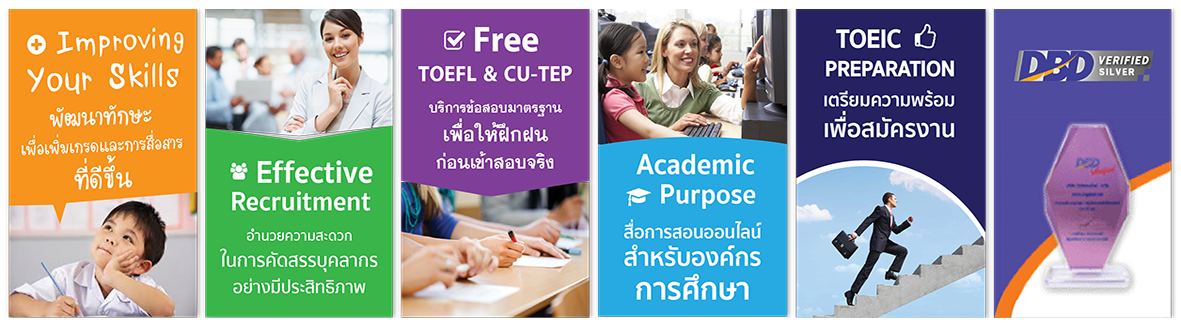 Improving
Your Skills
พัฒนาทักษะ
เพื่อเพิ่มเกรดและการสื่อสาร
ที่ดีขึ้น
Effective
Recruitment
อำนวยความสะดวก
ในการคัดสรรบุคลากร
อย่างมีประสิทธิภาพ
Free
TOEFL & CU-TEP
บริการข้อสอบมาตรฐาน
เพื่อให้ฝึกฝน
ก่อนเข้าสอบจริง
Academic
Purpose
สื่อการสอนออนไลน์
สำหรับองค์กร
การศึกษา
TOEIC
PREPARATION
เตรียมความพร้อม
เพื่อสมัครงาน
DBD VERIFIED
SILVER
DBD